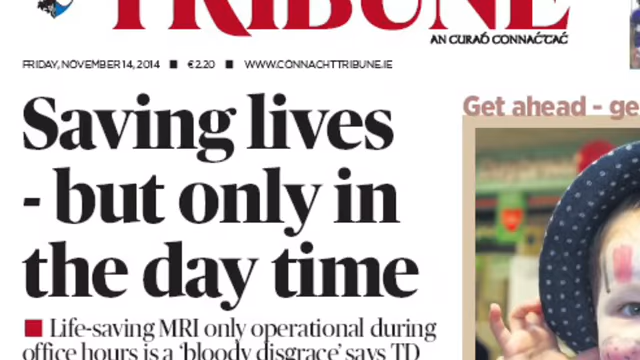 TRIBUNE
AN CURAḊ CONNAĊTAĊ
FRIDAY, NOVEMBER 14, 2014 ■ €2.20 ■ WWW.CONNACHTTRIBUNE.IE
Saving lives
- but only in
the day time
Get ahead - ge
■ Life-saving MRI only operational during
office hours is a 'bloody disgrace' says TD